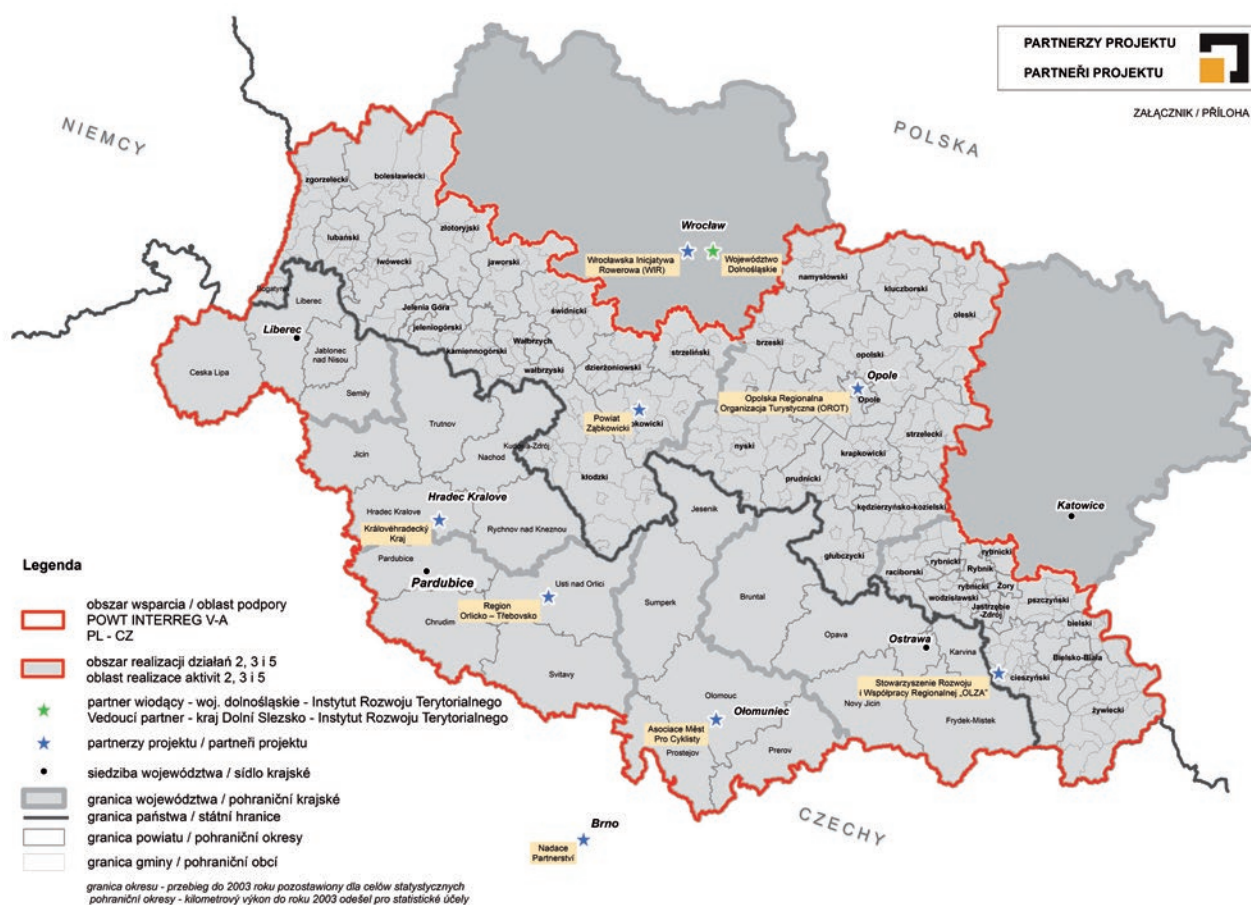 PARTNERZY PROJEKTU
PARTNEŘI PROJEKTU
ZAŁĄCZNIK / PŘÍLOHA
NIEMCY
POLSKA
zgorzelecki
bolesławiecki
lubański
złotoryjski
lwówecki
jaworski
Wrocław
Wrocławska Inicjatywa
Rowerowa (WIR)
Województwo
Dolnośląskie
namysłowski
kluczborski
oleski
Bogatynia
Liberec
Liberec
Jablonec
nad Nisou
Ceska Lipa
Semily
Jelenia Góra
jeleniogórski
kamiennogórski
świdnicki
Wałbrzych
wałbrzyski
dzierżoniowski
strzeliński
brzeski
opolski
Opole
Opole
Opolska Regionalna
Organizacja Turystyczna (OROT)
Powiat
Ząbkowicki
kowicki
strzelecki
nyski
krapkowicki
prudnicki
kędzierzyńsko-kozielski
Trutnov
Jicin
Nachod
Kudowa-Zdrój
kłodzki
Hradec Kralove
Hradec Kralove
Královéhradecký
Kraj
Rychnov nad Kneznou
Jesenik
Katowice
głubczycki
raciborski
rybnicki
rybnicki
Rybnik
rybnicki
Żory
wodzisławski
Jastrzębie-
Zdrój
pszczyński
bielski
Bielsko-Biała
cieszyński
żywiecki
Pardubice
Pardubice
Usti nad Orlici
Region
Orlicko – Třebovsko
Chrudim
Svitavy
Sumperk
Bruntal
Opava
Ostrawa
Karvina
Stowarzyszenie Rozwoju
i Współpracy Regionalnej „OLZA”
Novy Jicin
Frydek-Mistek
Olomouc
Ołomuniec
Asociace Měst
Pro Cyklisty
Prostejov
Prerov
CZECHY
Brno
Nadace
Partnerství
Legenda
obszar wsparcia / oblast podpory
POWT INTERREG V-A
PL - CZ
obszar realizacji działań 2, 3 i 5
oblast realizace aktivit 2, 3 i 5
partner wiodący - woj. dolnośląskie - Instytut Rozwoju Terytorialnego
Vedoucí partner - kraj Dolní Slezsko - Instytut Rozwoju Terytorialnego
partnerzy projektu / partneři projektu
siedziba województwa / sídlo krajské
granica województwa / pohraniční krajské
granica państwa / státní hranice
granica powiatu / pohraniční okresy
granica gminy / pohraniční obcí
granica okresu - przebieg do 2003 roku pozostawiony dla celów statystycznych
pohraniční okresy - kilometrový výkon do roku 2003 odešel pro statistické účely